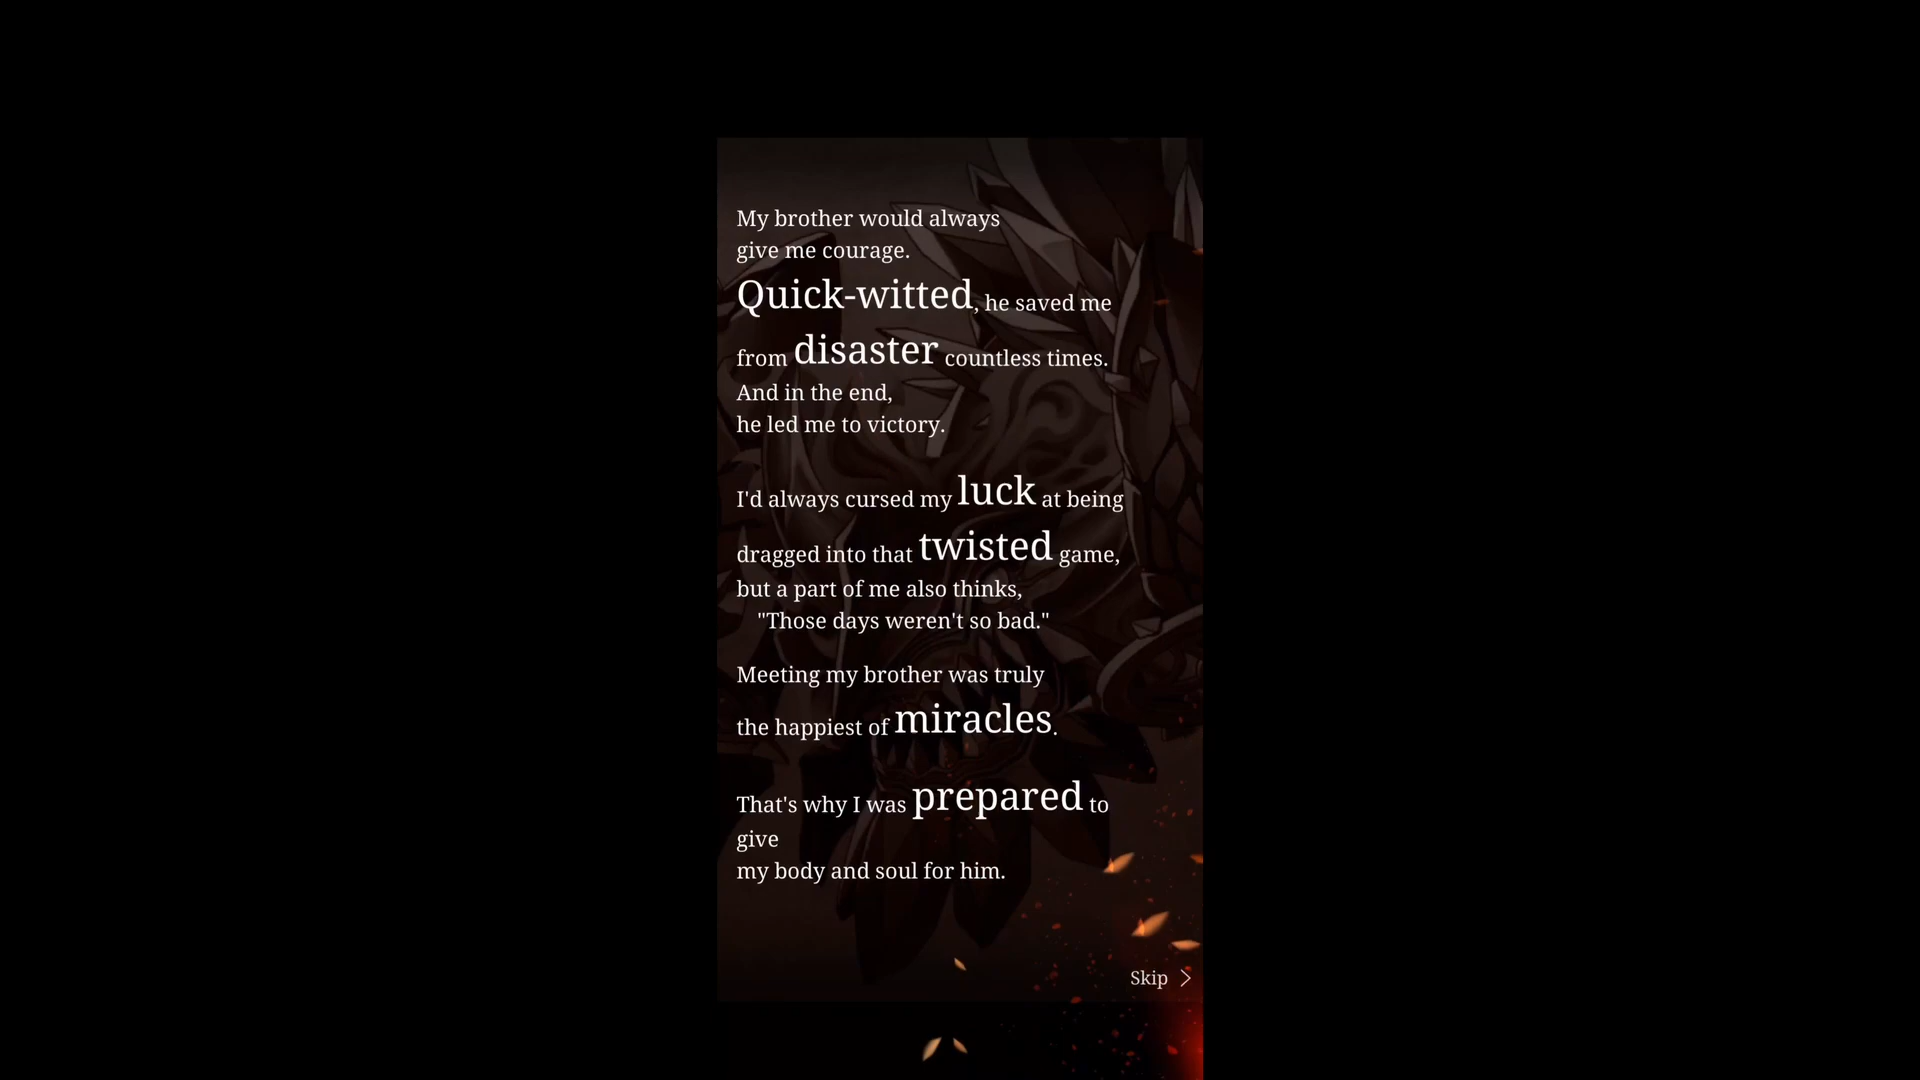 My brother would always
give me courage.
Quick-witted, he saved me
from disaster countless times.
And in the end,
he led me to victory.
I'd always cursed my luck at being
dragged into that twisted game,
but a part of me also thinks,
"Those days weren't so bad."
Meeting my brother was truly
the happiest of miracles.
That's why I was prepared to
give
my body and soul for him.
Skip